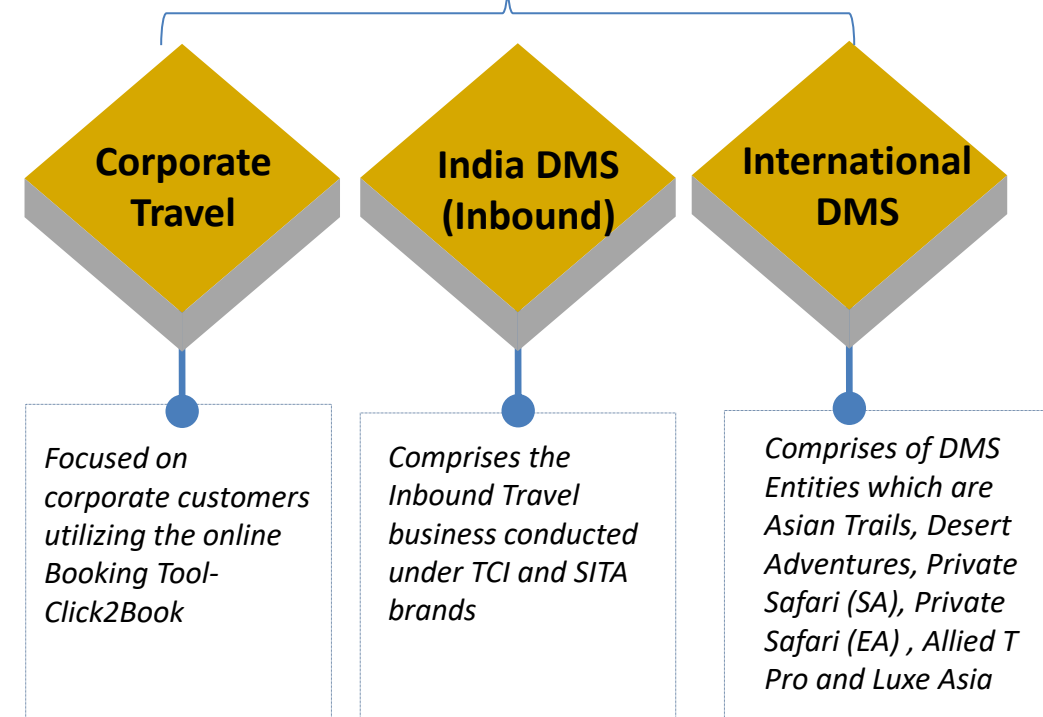 Corporate
Travel
India DMS
(Inbound)
International
DMS
Focused on
corporate customers
utilizing the online
Booking Tool-
Click2Book
Comprises the
Inbound Travel
business conducted
under TCI and SITA
brands
Comprises of DMS
Entities which are
Asian Trails, Desert
Adventures, Private
Safari (SA), Private
Safari (EA) , Allied T
Pro and Luxe Asia